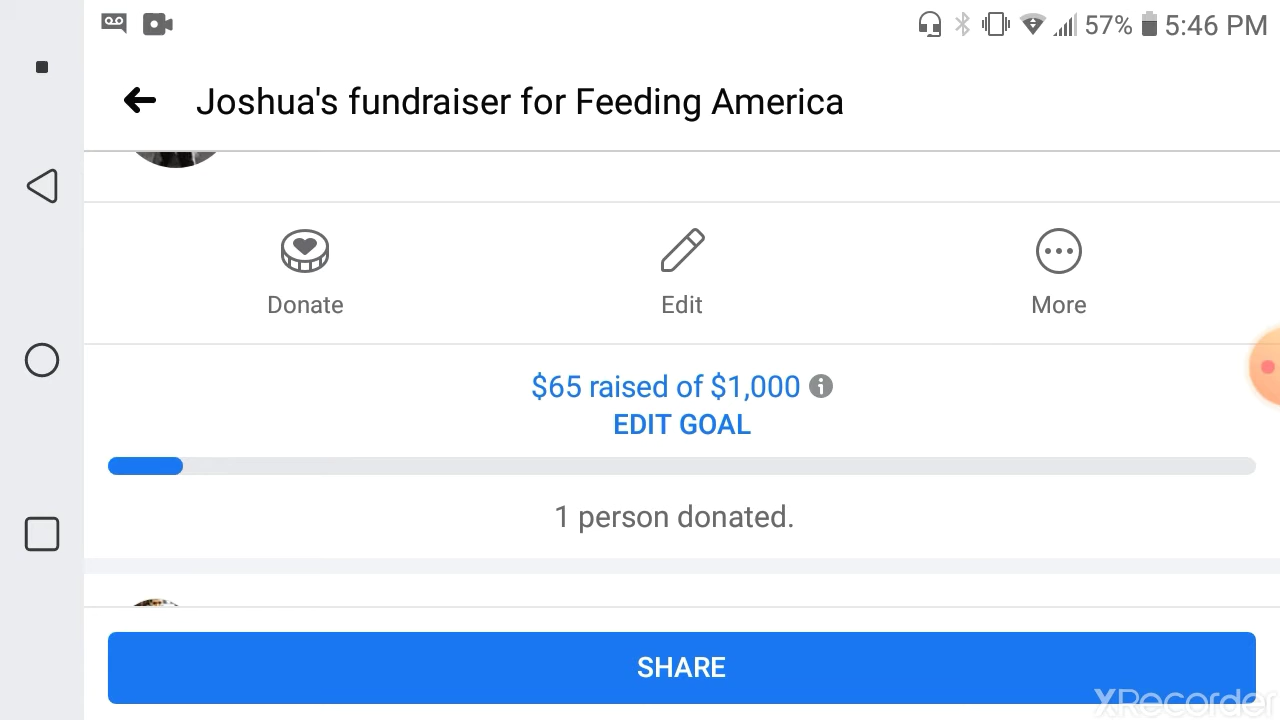 57% 5:46 PM
Joshua's fundraiser for Feeding America
Donate
Edit
More
$65 raised of $1,000
EDIT GOAL
1 person donated.
SHARE
XRecorder